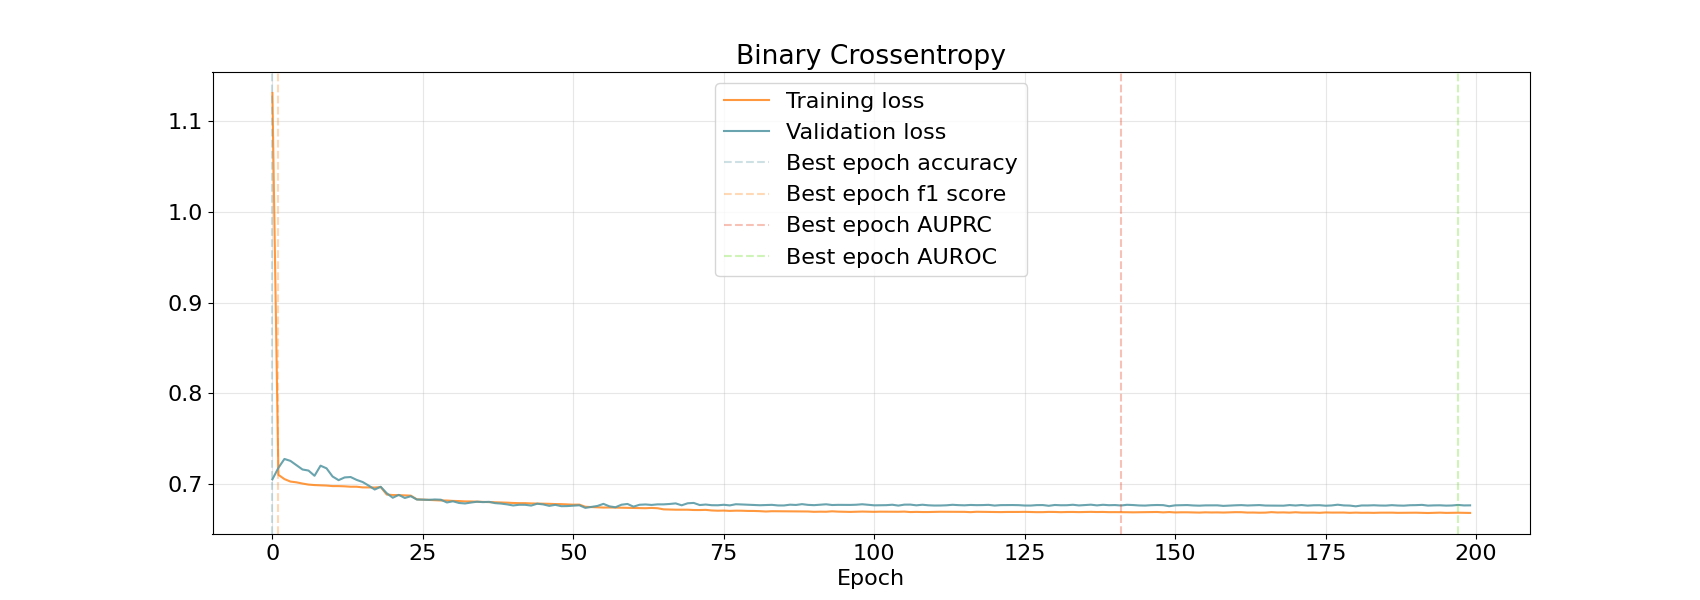 Binary Crossentropy
Training loss
Validation loss
Best epoch accuracy
Best epoch f1 score
Best epoch AUPRC
Best epoch AUROC
1.1
1.0
0.9
0.8
0.7
0 25 50 75 100 125 150 175 200
Epoch